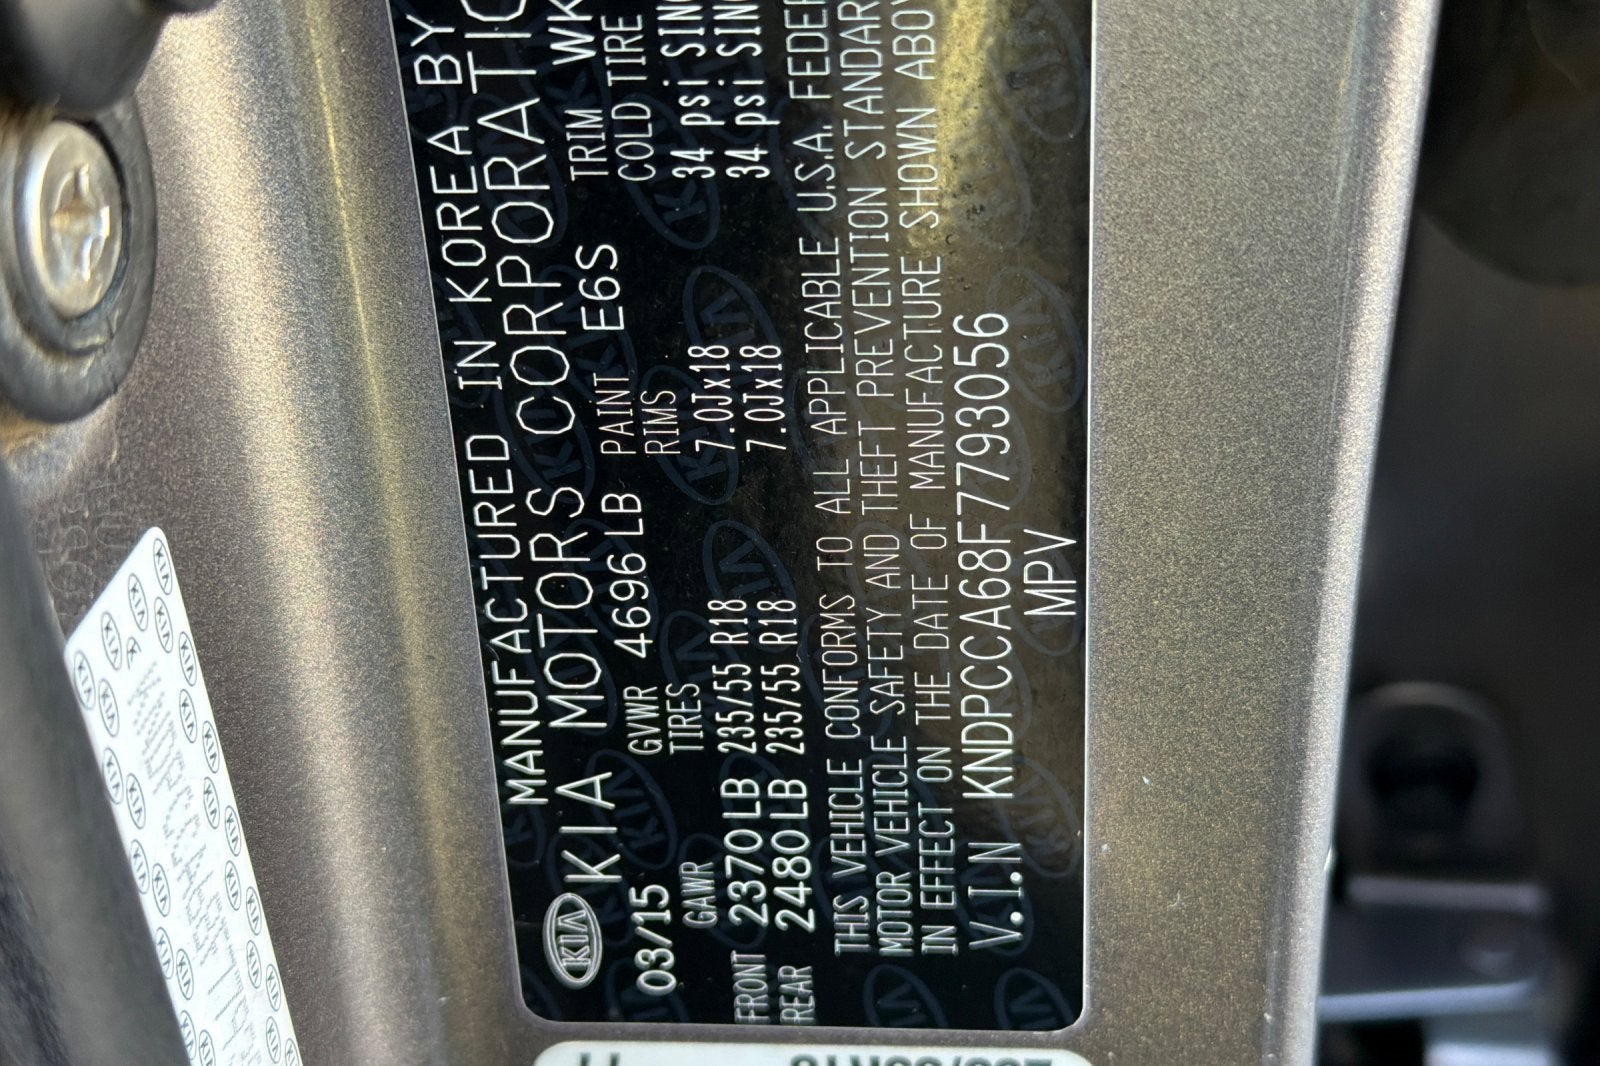 MANUFACTURED IN KOREA BY
KIA KIA MOTORS CORPORATIO
03/15 GVWR 4696LB PAINT E6S TRIM WK
GAWR TIRES RIMS COLD TIRE
FRONT 2370LB 235/55 R18 7.0Jx18 34 psi SING
REAR 2480LB 235/55 R18 7.0Jx18 34 psi SING
THIS VEHICLE CONFORMS TO ALL APPLICABLE U.S.A. FEDER
MOTOR VEHICLE SAFETY AND THEFT PREVENTION STANDAR
IN EFFECT ON THE DATE OF MANUFACTURE SHOWN ABOV
V.I.N KNDPCCA68F7793056
MPV